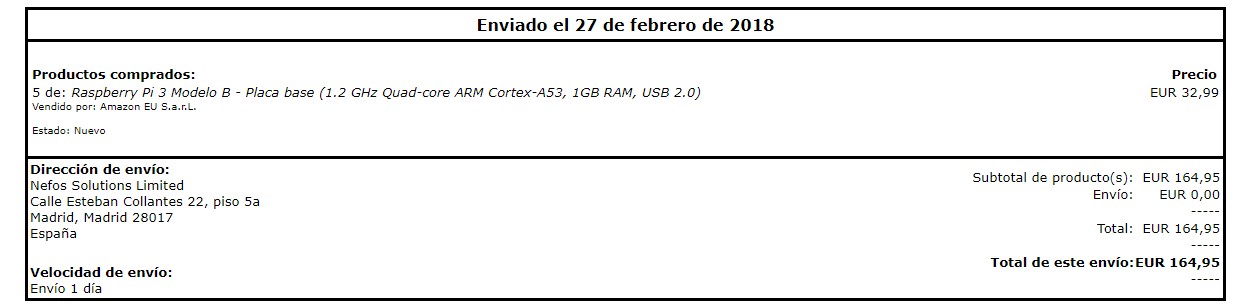 Enviado el 27 de febrero de 2018
Productos comprados: Precio
5 de: Raspberry Pi 3 Modelo B - Placa base (1.2 GHz Quad-core ARM Cortex-A53, 1GB RAM, USB 2.0) EUR 32,99
Vendido por: Amazon EU S.a.r.L.
Estado: Nuevo
Dirección de envío:
Nefos Solutions Limited
Calle Esteban Collantes 22, piso 5a
Madrid, Madrid 28017
España
Velocidad de envío:
Envío 1 día
Subtotal de producto(s): EUR 164,95
Envío: EUR 0,00
-----
Total: EUR 164,95
-----
Total de este envío:EUR 164,95
-----